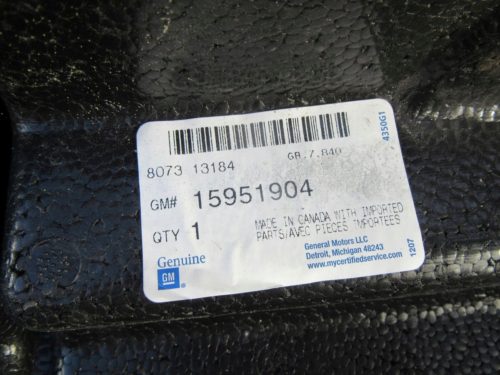 GR.7.840
4350G1
8073 13184
GM# 15951904
QTY 1
MADE IN CANADA WITH IMPORTED
PARTS/AVEC PIECES IMPORTEES
Genuine
GM
General Motors LLC
Detroit, Michigan 48243
www.mycertifiedservice.com
1207